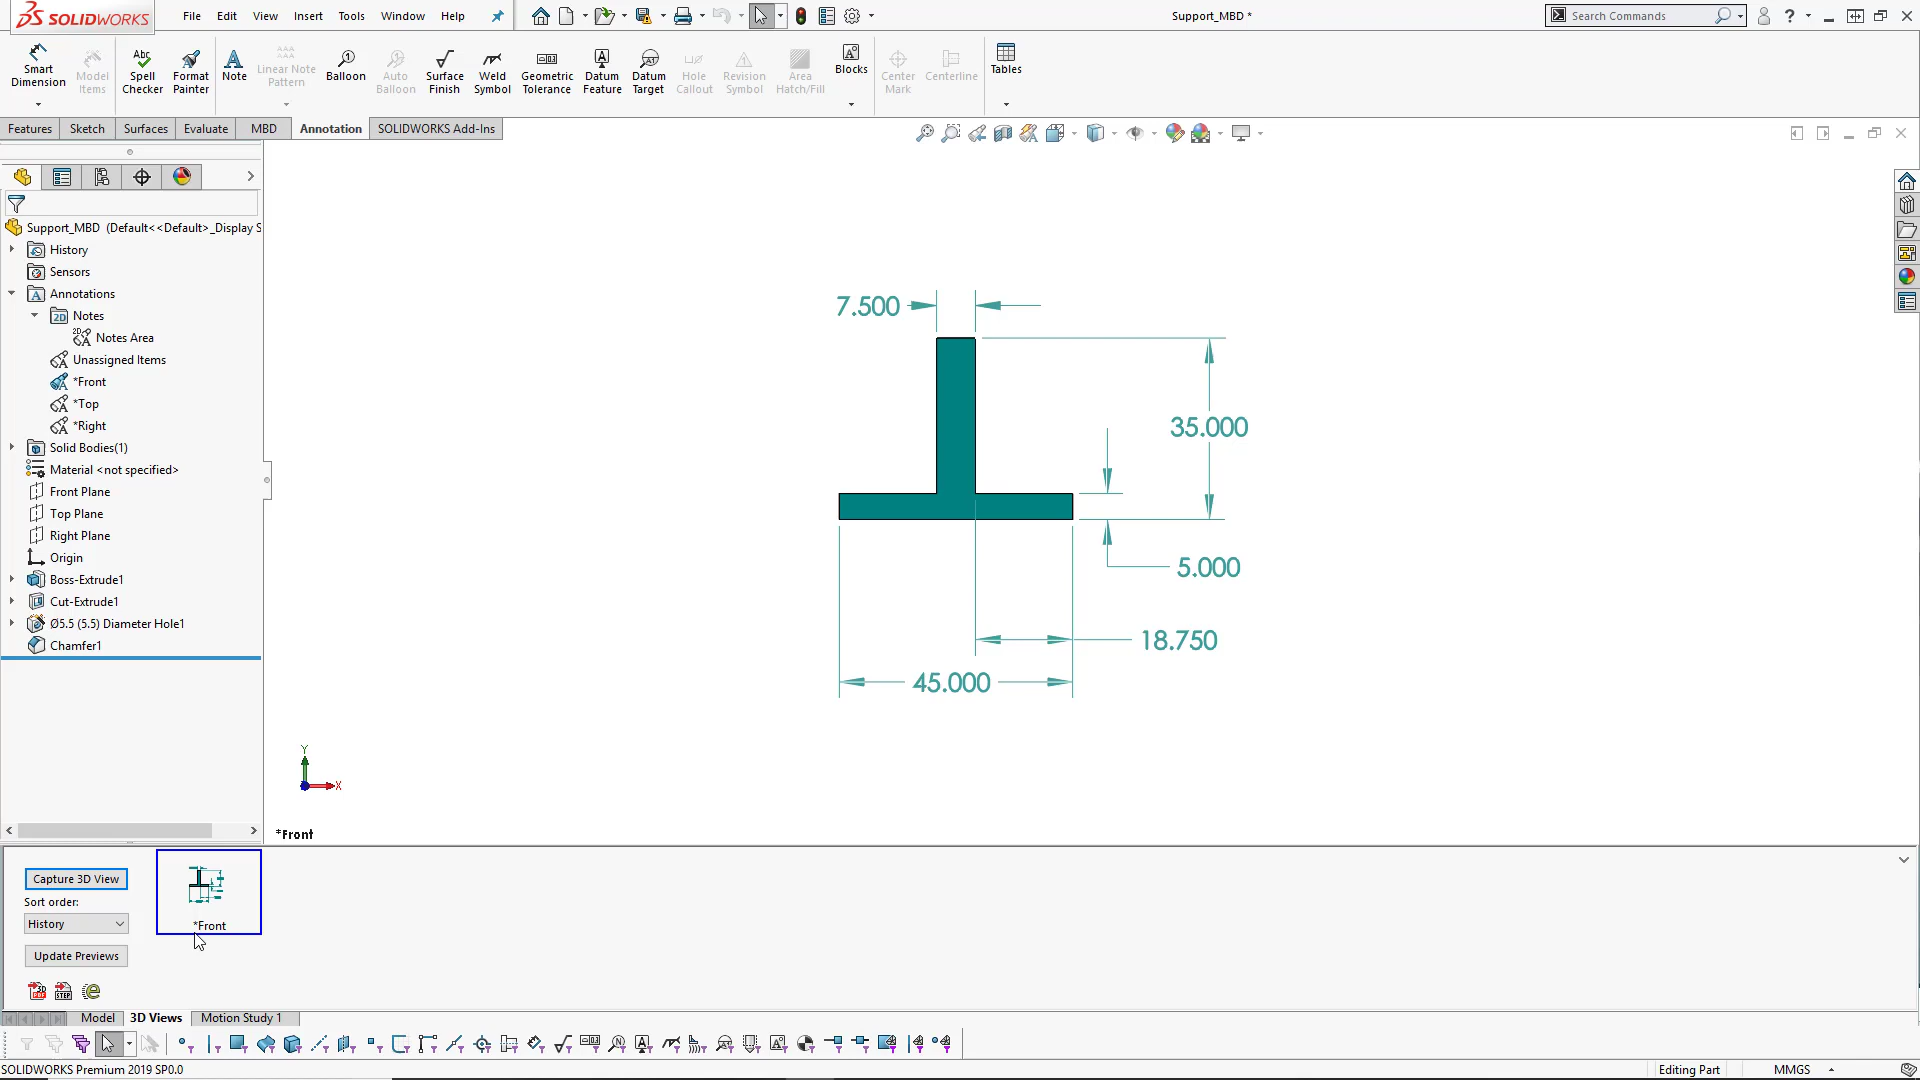 SOLIDWORKS File Edit View Insert Tools Window Help Support_MBD * Search Commands ?
Smart Dimension
Model Items
Spell Checker
Format Painter
Note
Linear Note Pattern
Balloon
Auto Balloon
Surface Finish
Weld Symbol
Geometric Tolerance
Datum Feature
Datum Target
Hole Callout
Revision Symbol
Area Hatch/Fill
Blocks
Center Mark
Centerline
Tables
Features Sketch Surfaces Evaluate MBD Annotation SOLIDWORKS Add-Ins
Support_MBD (Default<<Default>_Display S
History
Sensors
Annotations
Notes
Notes Area
Unassigned Items
*Front
*Top
*Right
Solid Bodies(1)
Material <not specified>
Front Plane
Top Plane
Right Plane
Origin
Boss-Extrude1
Cut-Extrude1
Ø5.5 (5.5) Diameter Hole1
Chamfer1
7.500
35.000
5.000
18.750
45.000
Y
X
*Front
Capture 3D View
Sort order:
History
Update Previews
*Front
Model 3D Views Motion Study 1
SOLIDWORKS Premium 2019 SP0.0 Editing Part MMGS